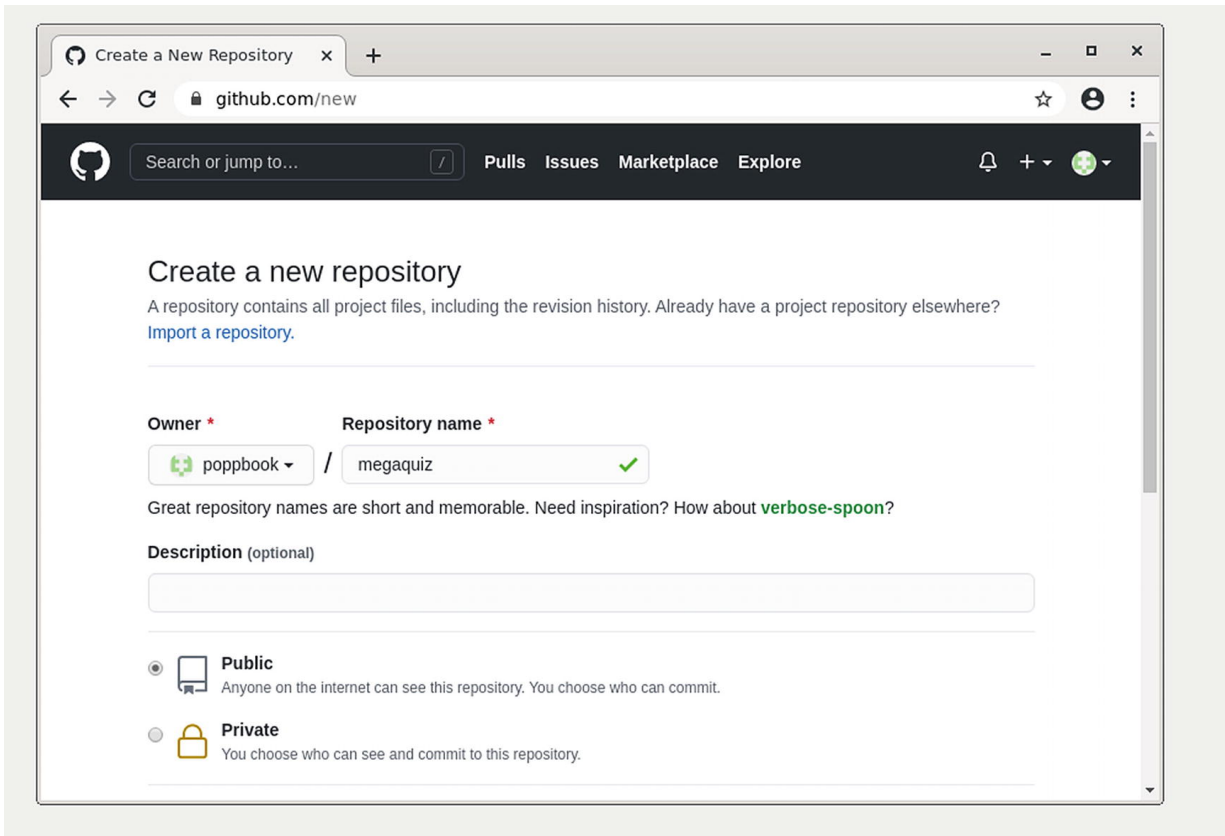 Create a New Repository
github.com/new
Search or jump to… / Pulls Issues Marketplace Explore
Create a new repository
A repository contains all project files, including the revision history. Already have a project repository elsewhere?
Import a repository.
Owner * Repository name *
poppbook / megaquiz
Great repository names are short and memorable. Need inspiration? How about verbose-spoon?
Description (optional)
Public
Anyone on the internet can see this repository. You choose who can commit.
Private
You choose who can see and commit to this repository.